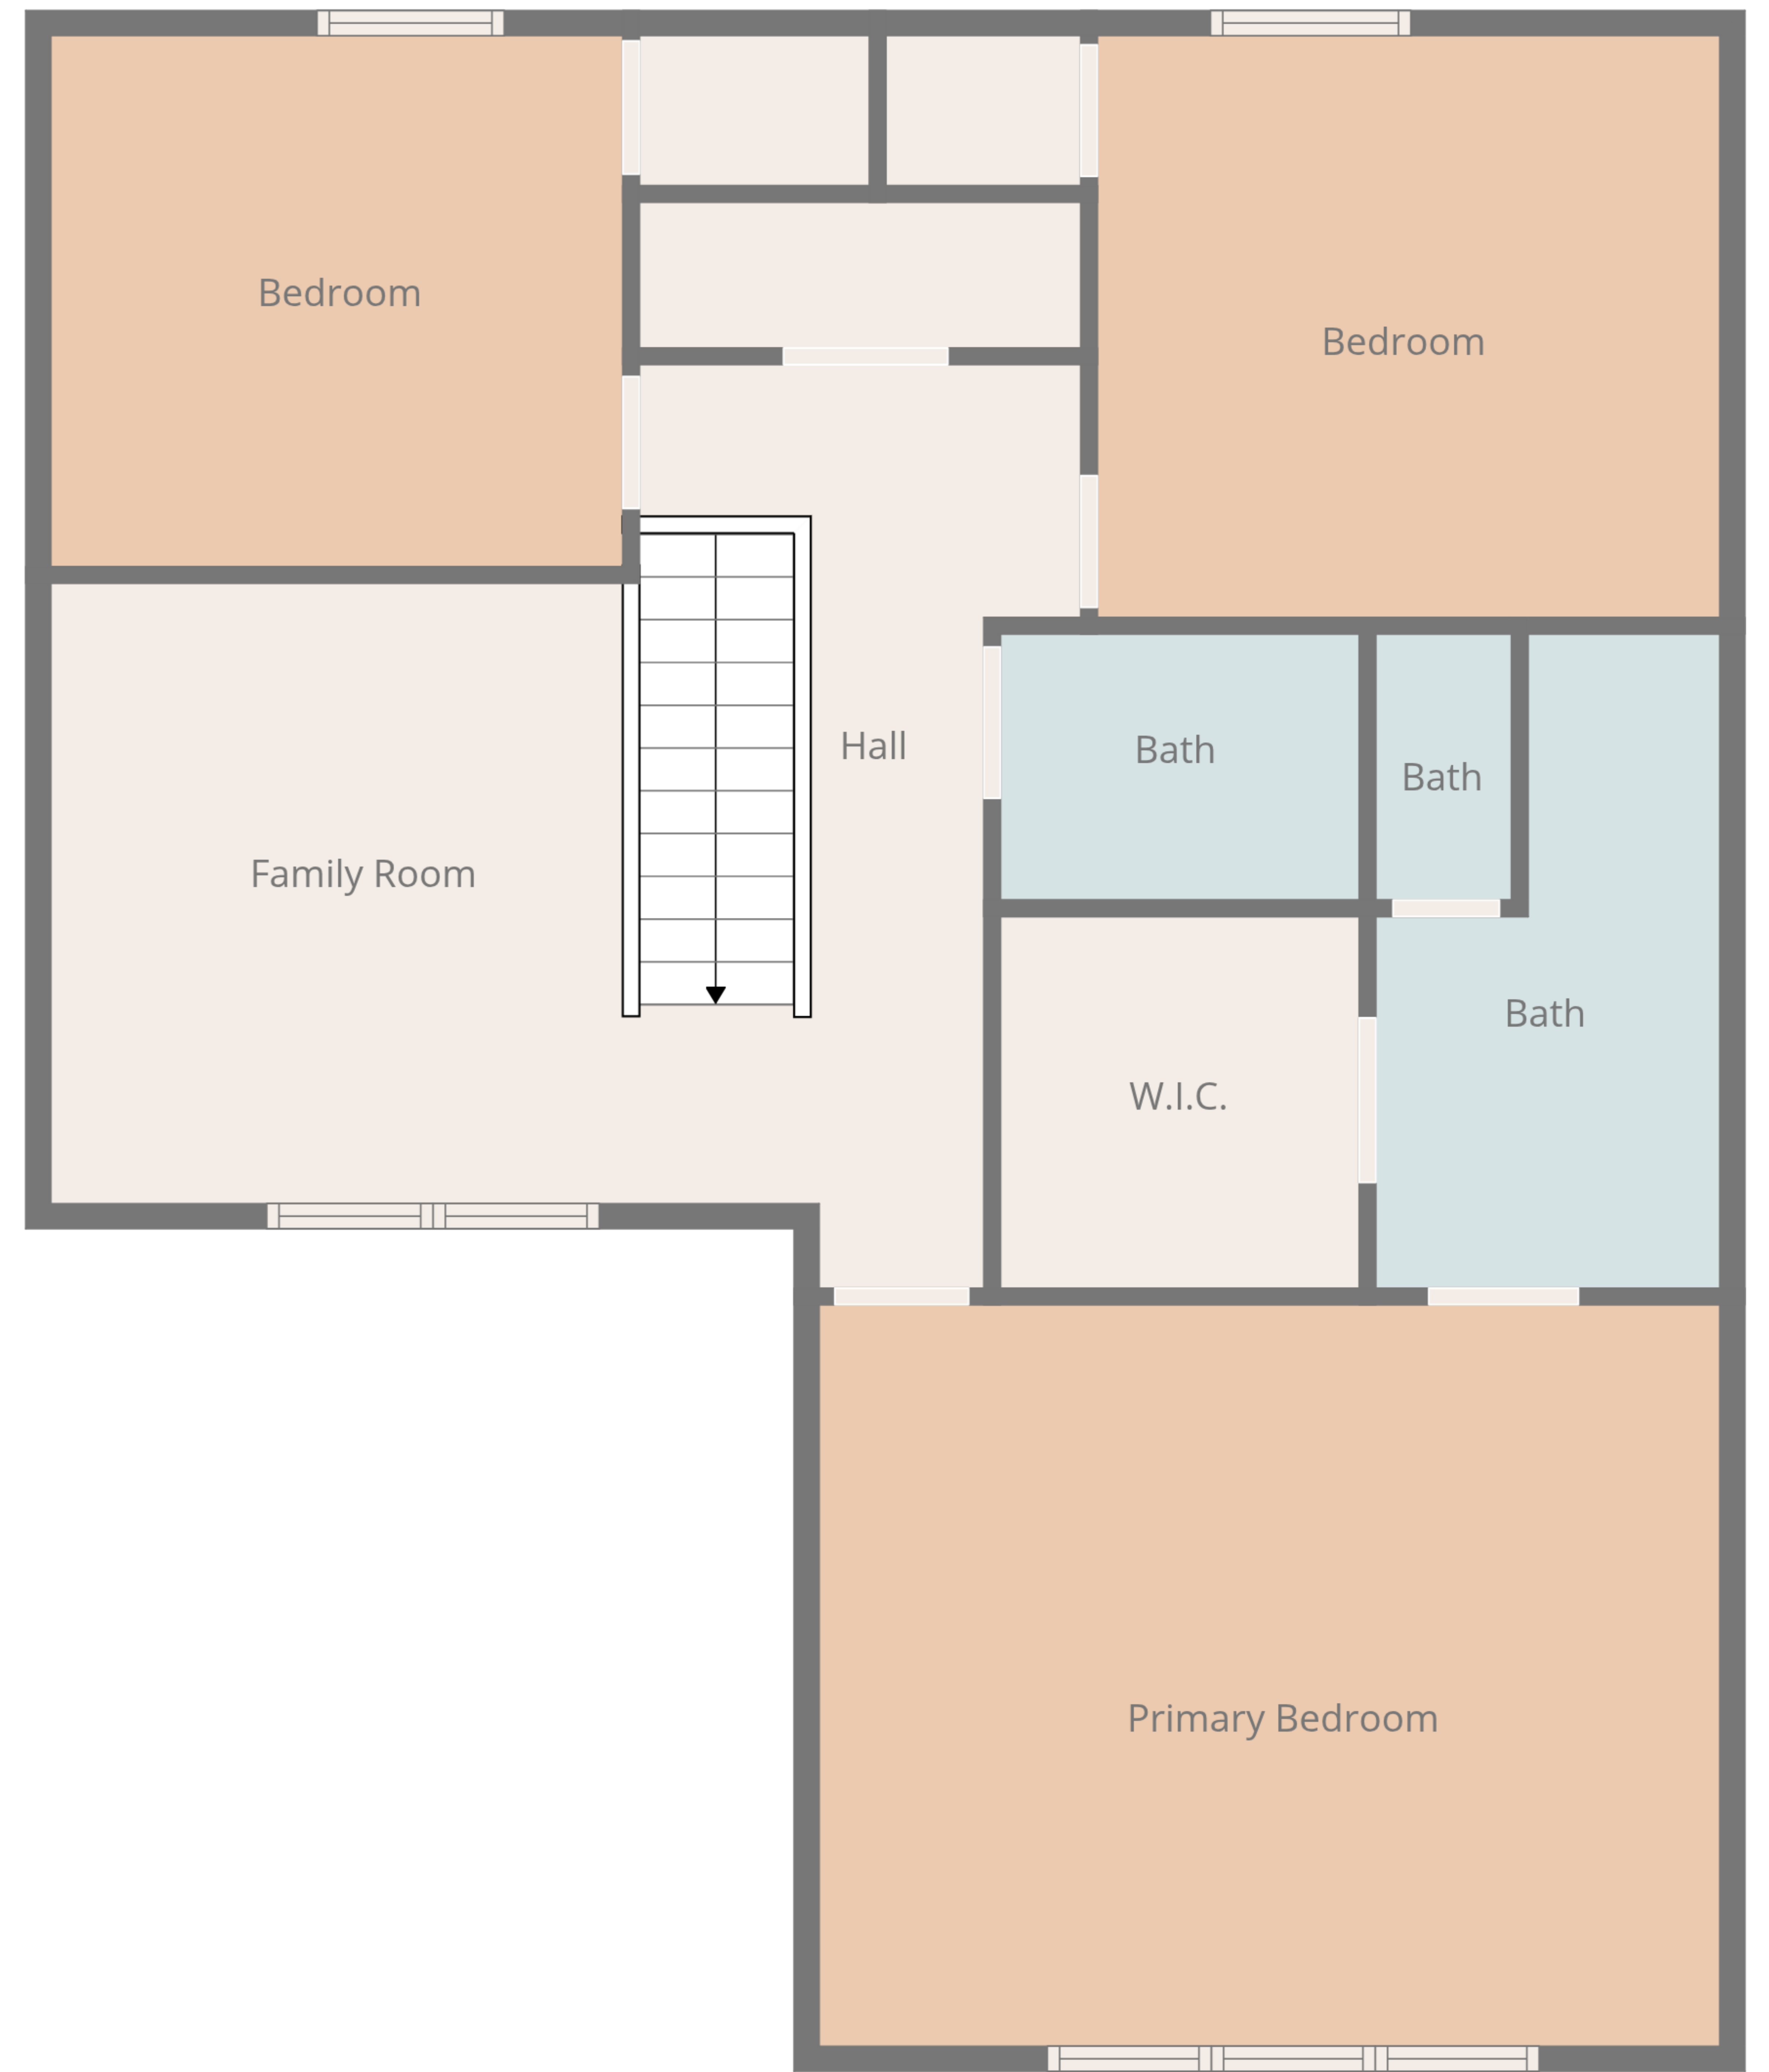 Bedroom
Bedroom
Hall
Bath
Bath
Family Room
Bath
W.I.C.
Primary Bedroom